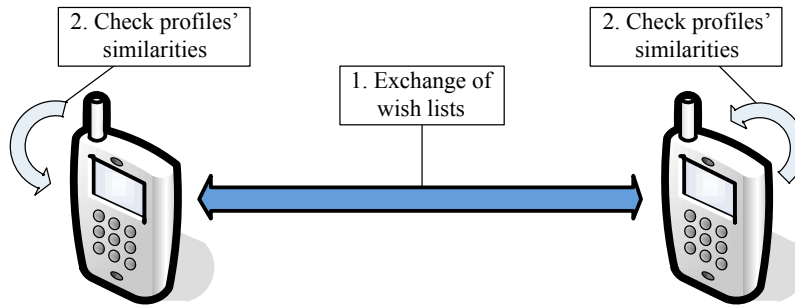 2. Check profiles'
similarities
1. Exchange of
wish lists
2. Check profiles'
similarities